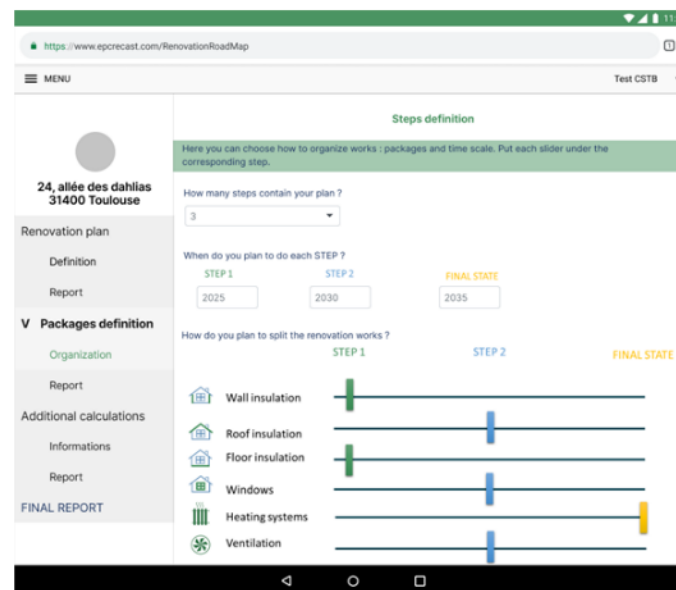 11:
https://www.epcrecast.com/RenovationRoadMap
1
MENU
Test CSTB
24, allée des dahlias
31400 Toulouse
Renovation plan
Definition
Report
V Packages definition
Organization
Report
Additional calculations
Informations
Report
FINAL REPORT
Steps definition
Here you can choose how to organize works : packages and time scale. Put each slider under the
corresponding step.
How many steps contain your plan ?
3
When do you plan to do each STEP ?
STEP 1 STEP 2 FINAL STATE
2025 2030 2035
How do you plan to split the renovation works ?
STEP 1 STEP 2 FINAL STATE
Wall insulation
Roof insulation
Floor insulation
Windows
Heating systems
Ventilation